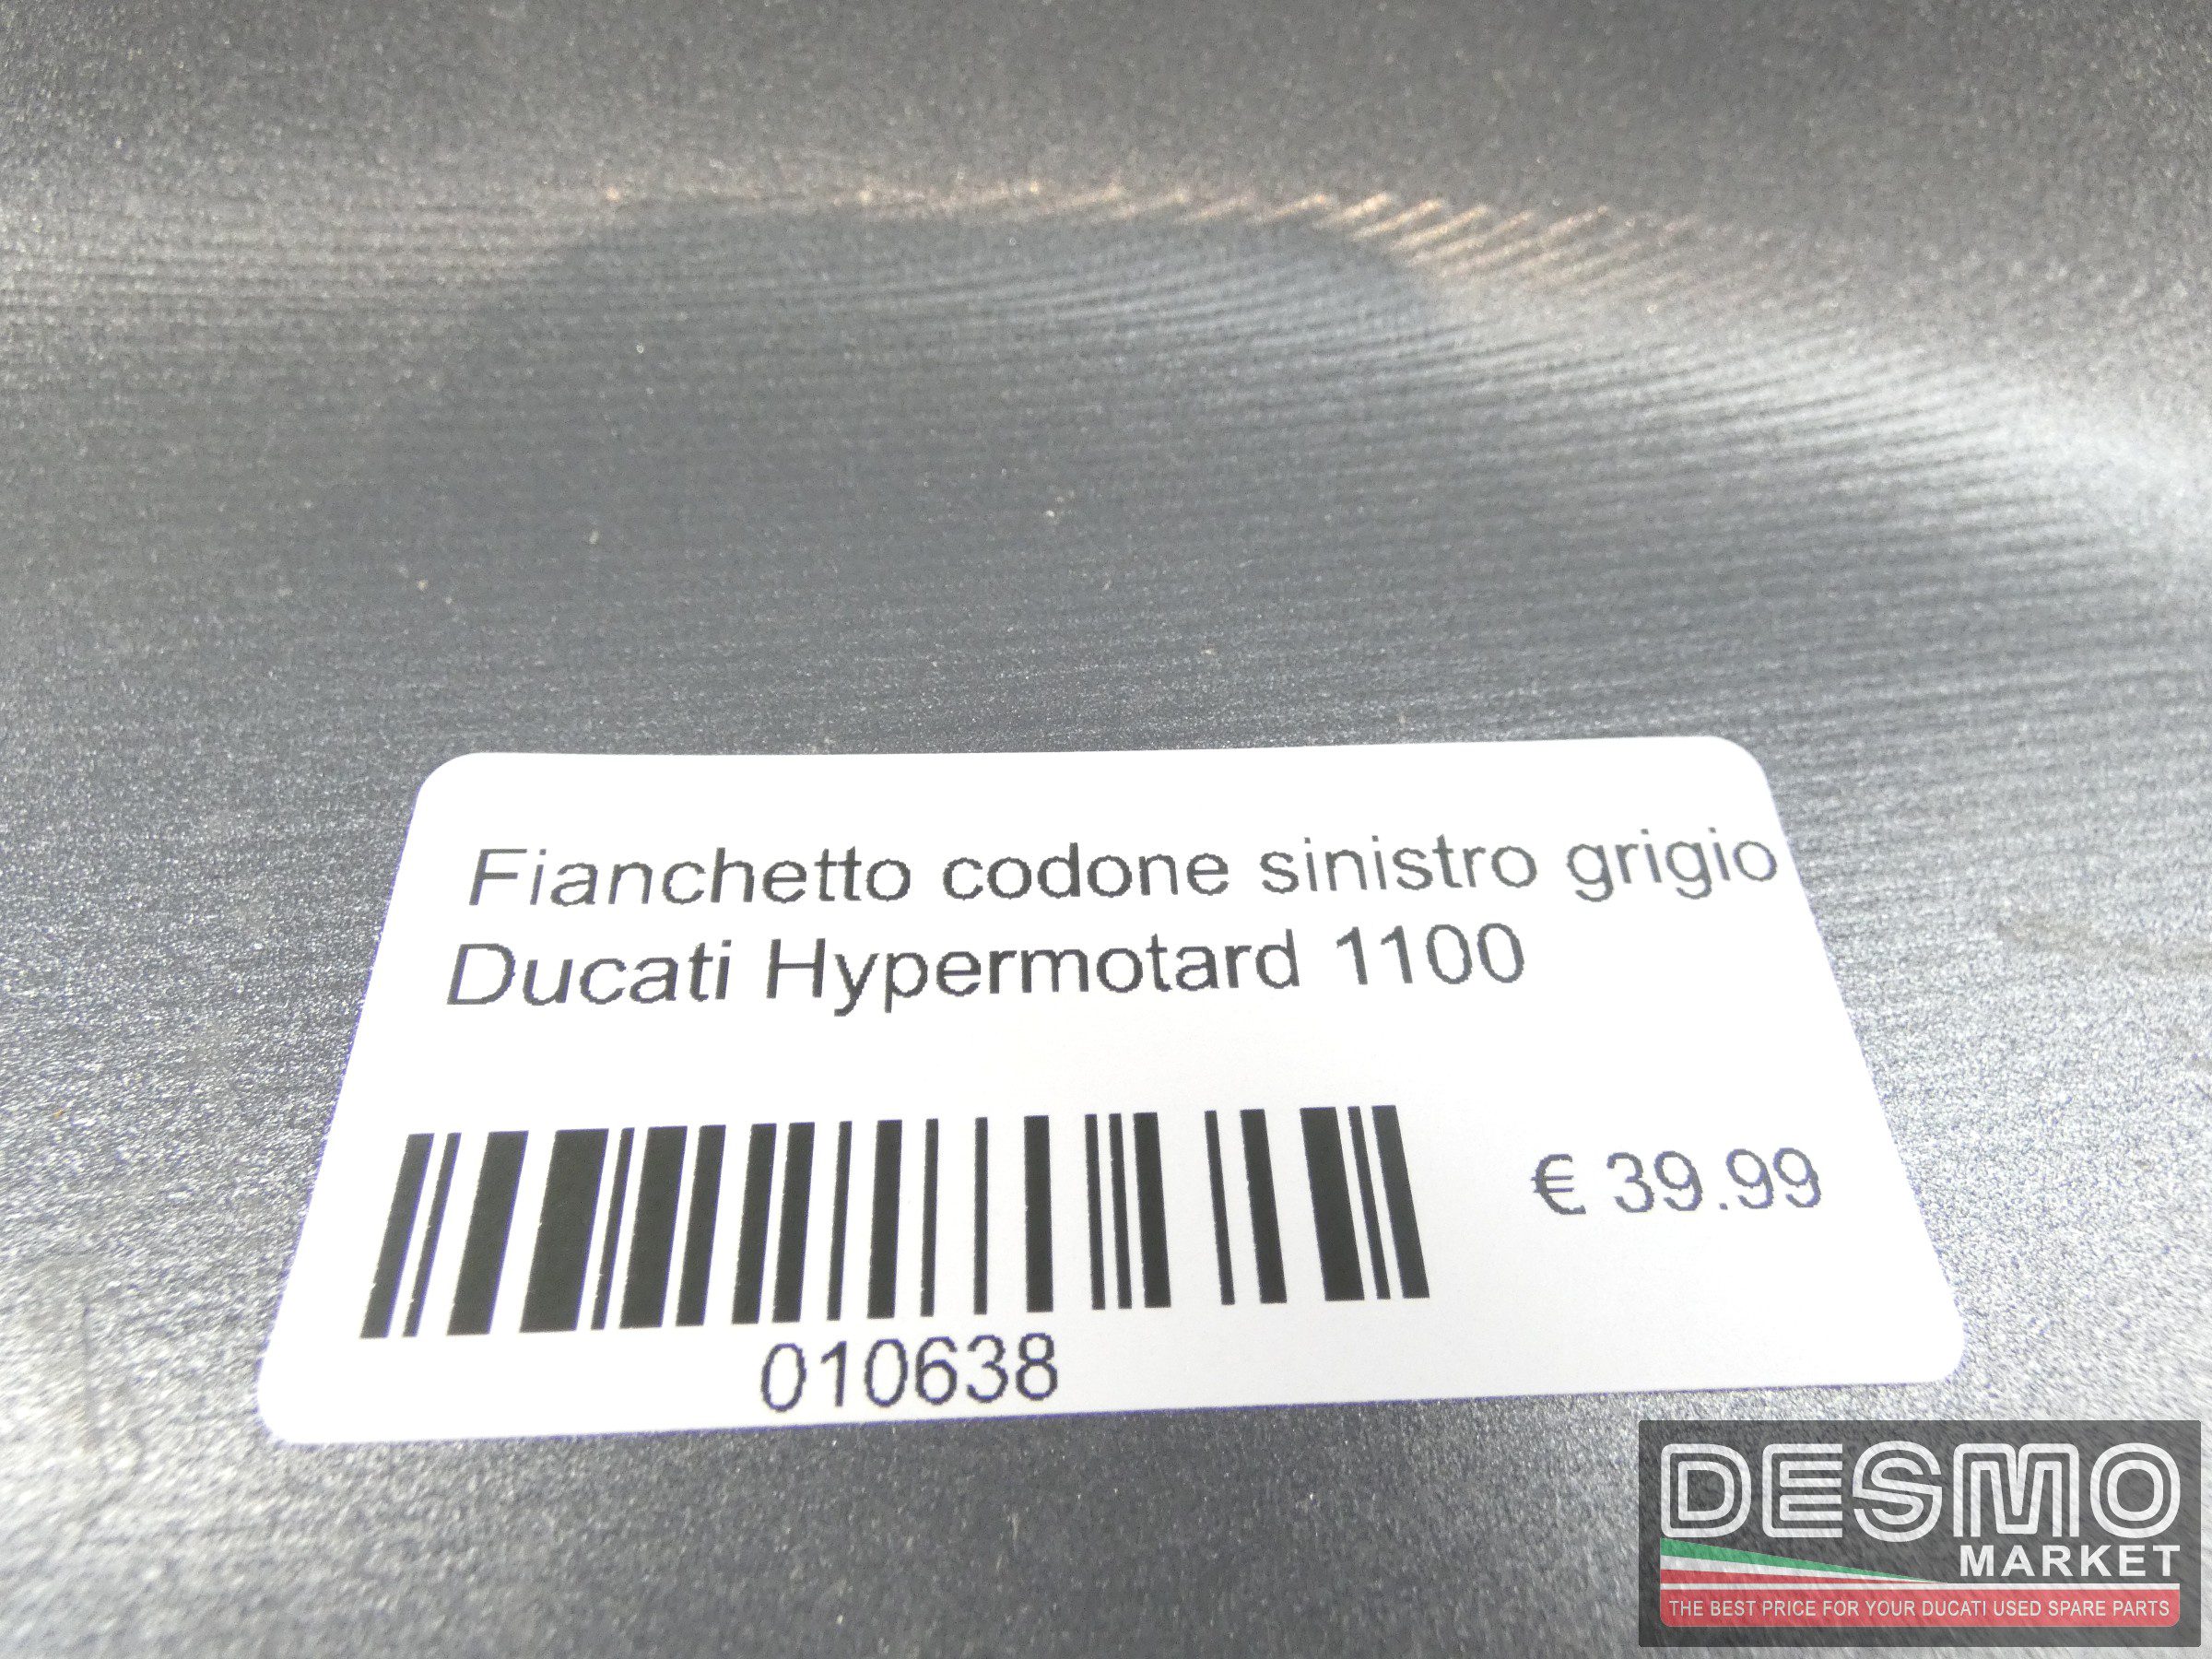 Fianchetto codone sinistro grigio
Ducati Hypermotard 1100
€ 39.99
010638
DESMO
MARKET
THE BEST PRICE FOR YOUR DUCATI USED SPARE PARTS